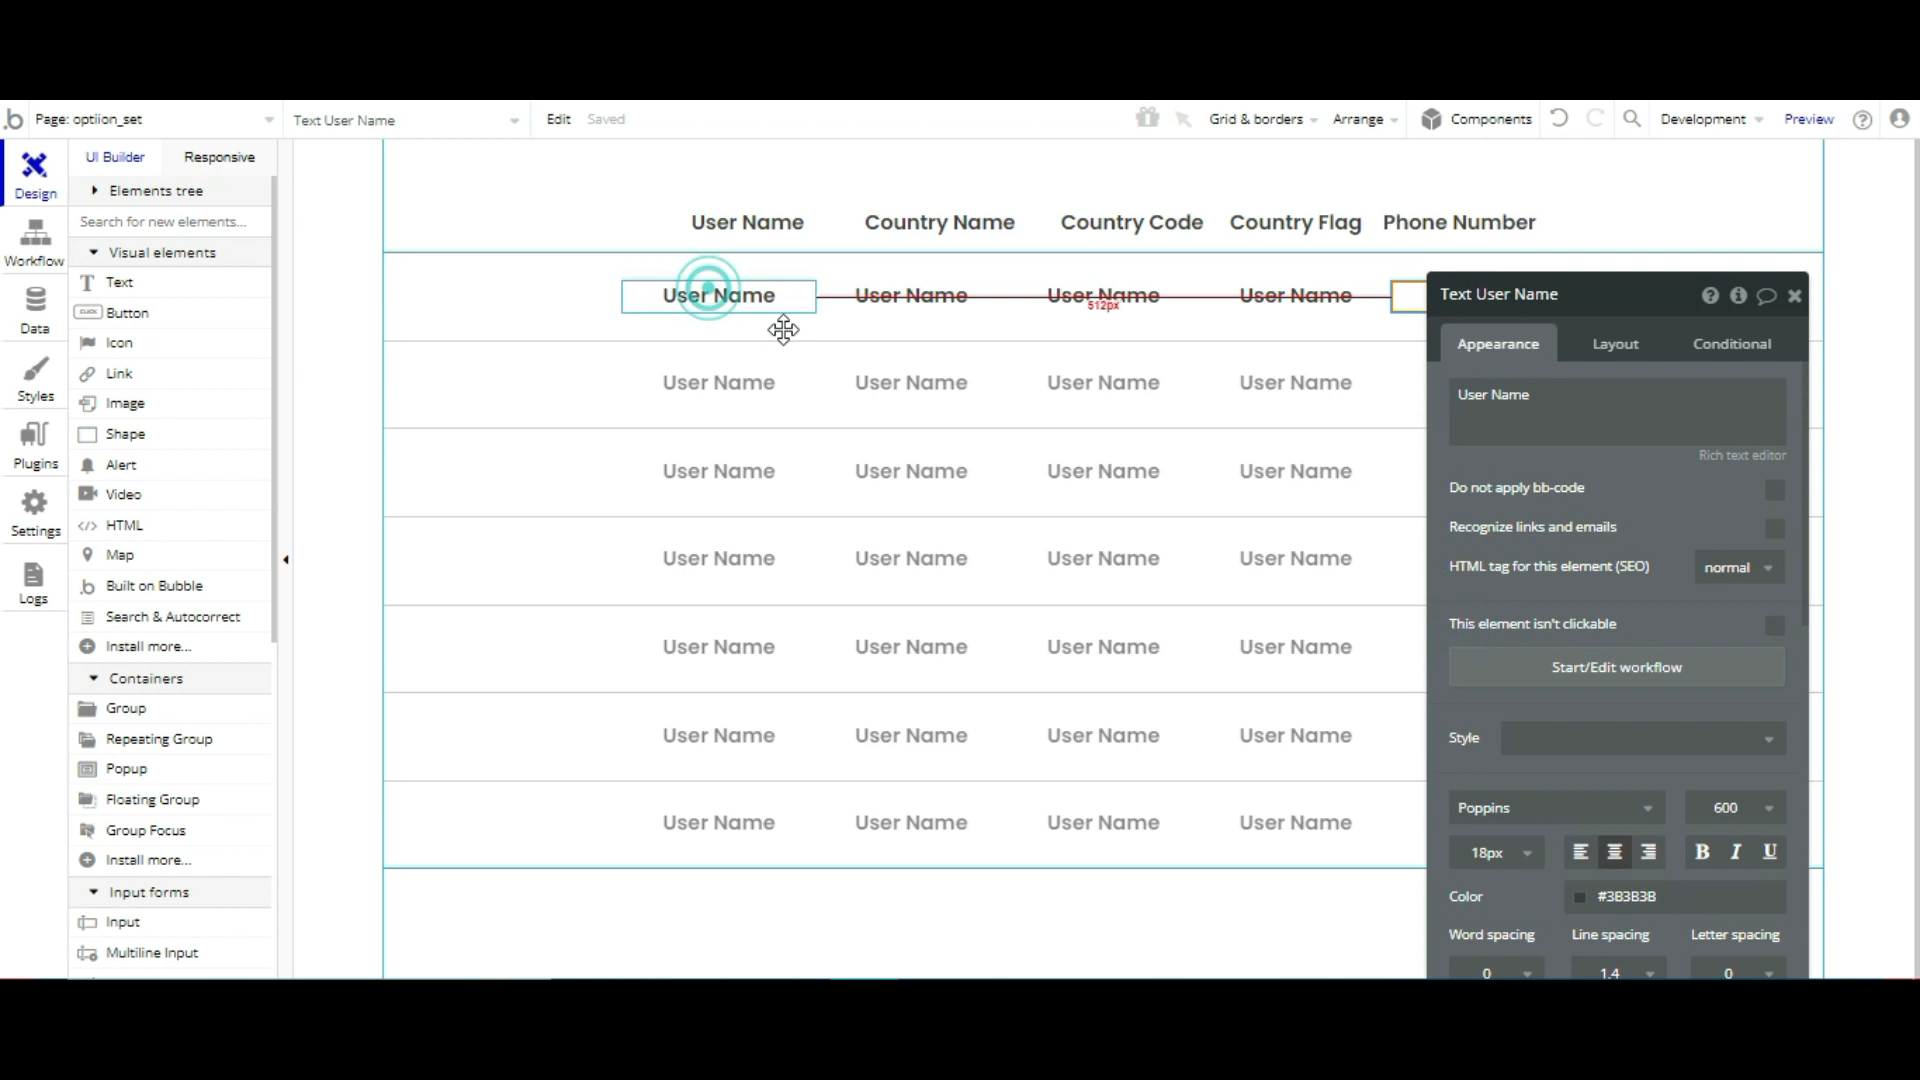 b Page: optiion_set Text User Name Edit Saved Grid & borders Arrange Components Development Preview ?
UI Builder Responsive
Design
Workflow
Data
Styles
Plugins
Settings
Logs
Elements tree
Search for new elements...
Visual elements
Text
CLICK Button
Icon
Link
Image
Shape
Alert
Video
</> HTML
Map
Built on Bubble
Search & Autocorrect
Install more...
Containers
Group
Repeating Group
Popup
Floating Group
Group Focus
Install more...
Input forms
Input
Multiline Input
User Name Country Name Country Code Country Flag Phone Number
User Name User Name User Name User Name
512px
User Name User Name User Name User Name
User Name User Name User Name User Name
User Name User Name User Name User Name
User Name User Name User Name User Name
User Name User Name User Name User Name
User Name User Name User Name User Name
Text User Name
Appearance Layout Conditional
User Name
Rich text editor
Do not apply bb-code
Recognize links and emails
HTML tag for this element (SEO) normal
This element isn't clickable
Start/Edit workflow
Style
Poppins 600
18px B I U
Color #3B3B3B
Word spacing Line spacing Letter spacing
0 1.4 0